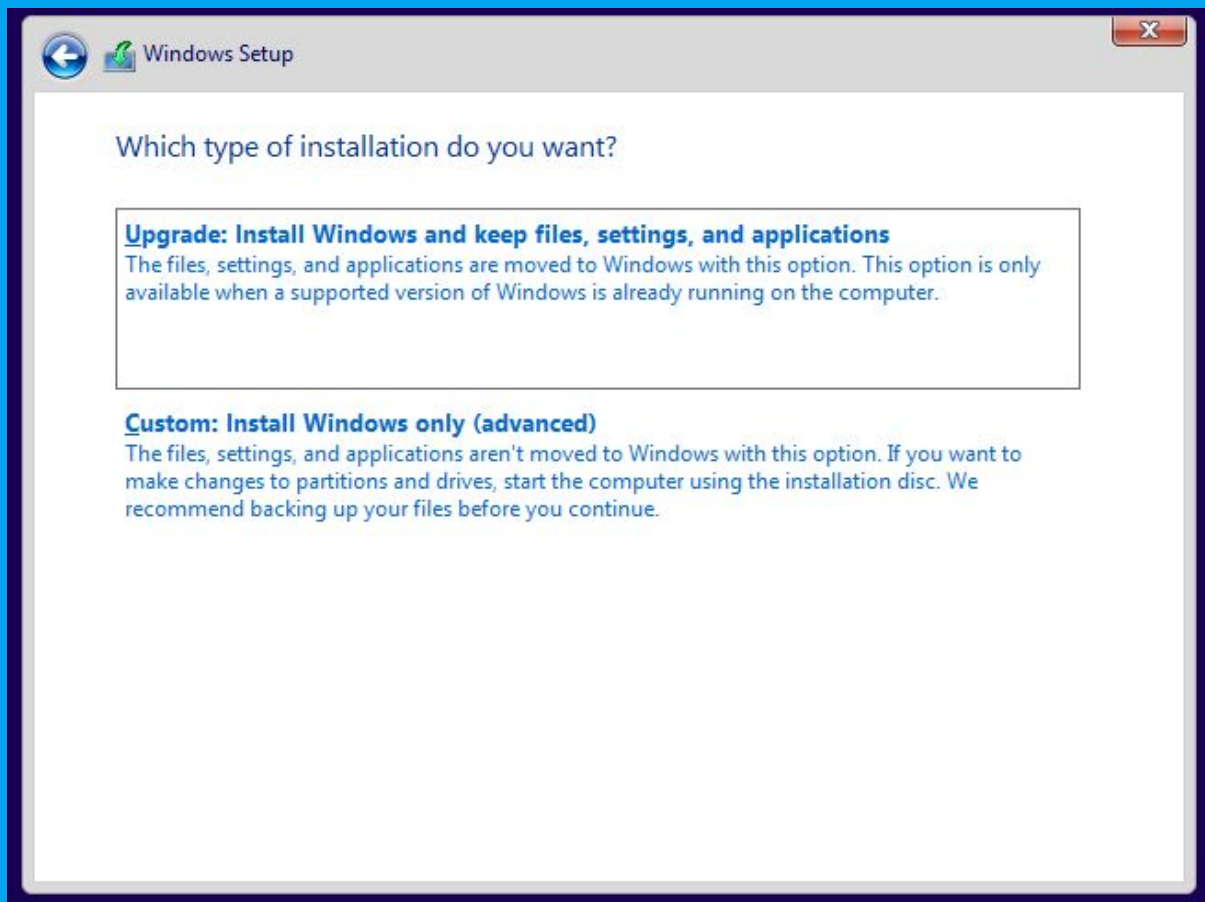 Windows Setup
Which type of installation do you want?
Upgrade: Install Windows and keep files, settings, and applications
The files, settings, and applications are moved to Windows with this option. This option is only
available when a supported version of Windows is already running on the computer.
Custom: Install Windows only (advanced)
The files, settings, and applications aren't moved to Windows with this option. If you want to
make changes to partitions and drives, start the computer using the installation disc. We
recommend backing up your files before you continue.